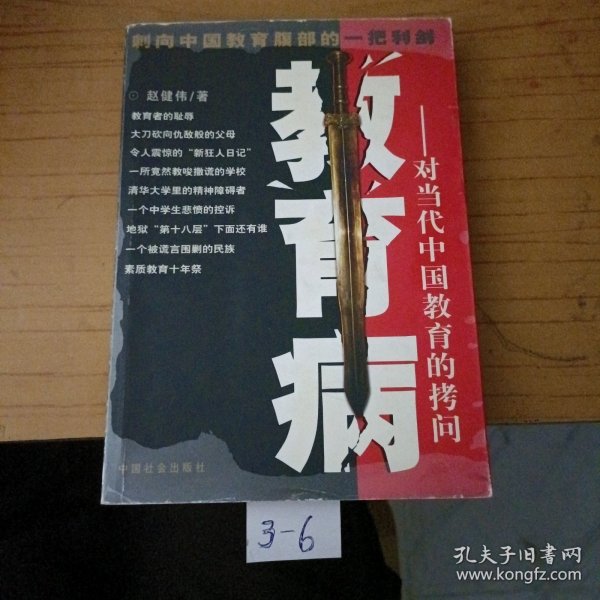 刺向中国教育腹部的一把利剑
赵健伟/著
教育者的耻辱
大刀砍向仇敌般的父母
令人震惊的“新狂人日记”
一所竟然教唆撒谎的学校
清华大学里的精神障碍者
一个中学生悲愤的控诉
地狱“第十八层”下面还有谁
一个被谎言围剿的民族
素质教育十年祭
教育病
——对当代中国教育的拷问
中国社会出版社
3-6
孔夫子旧书网
www.kongfz.com